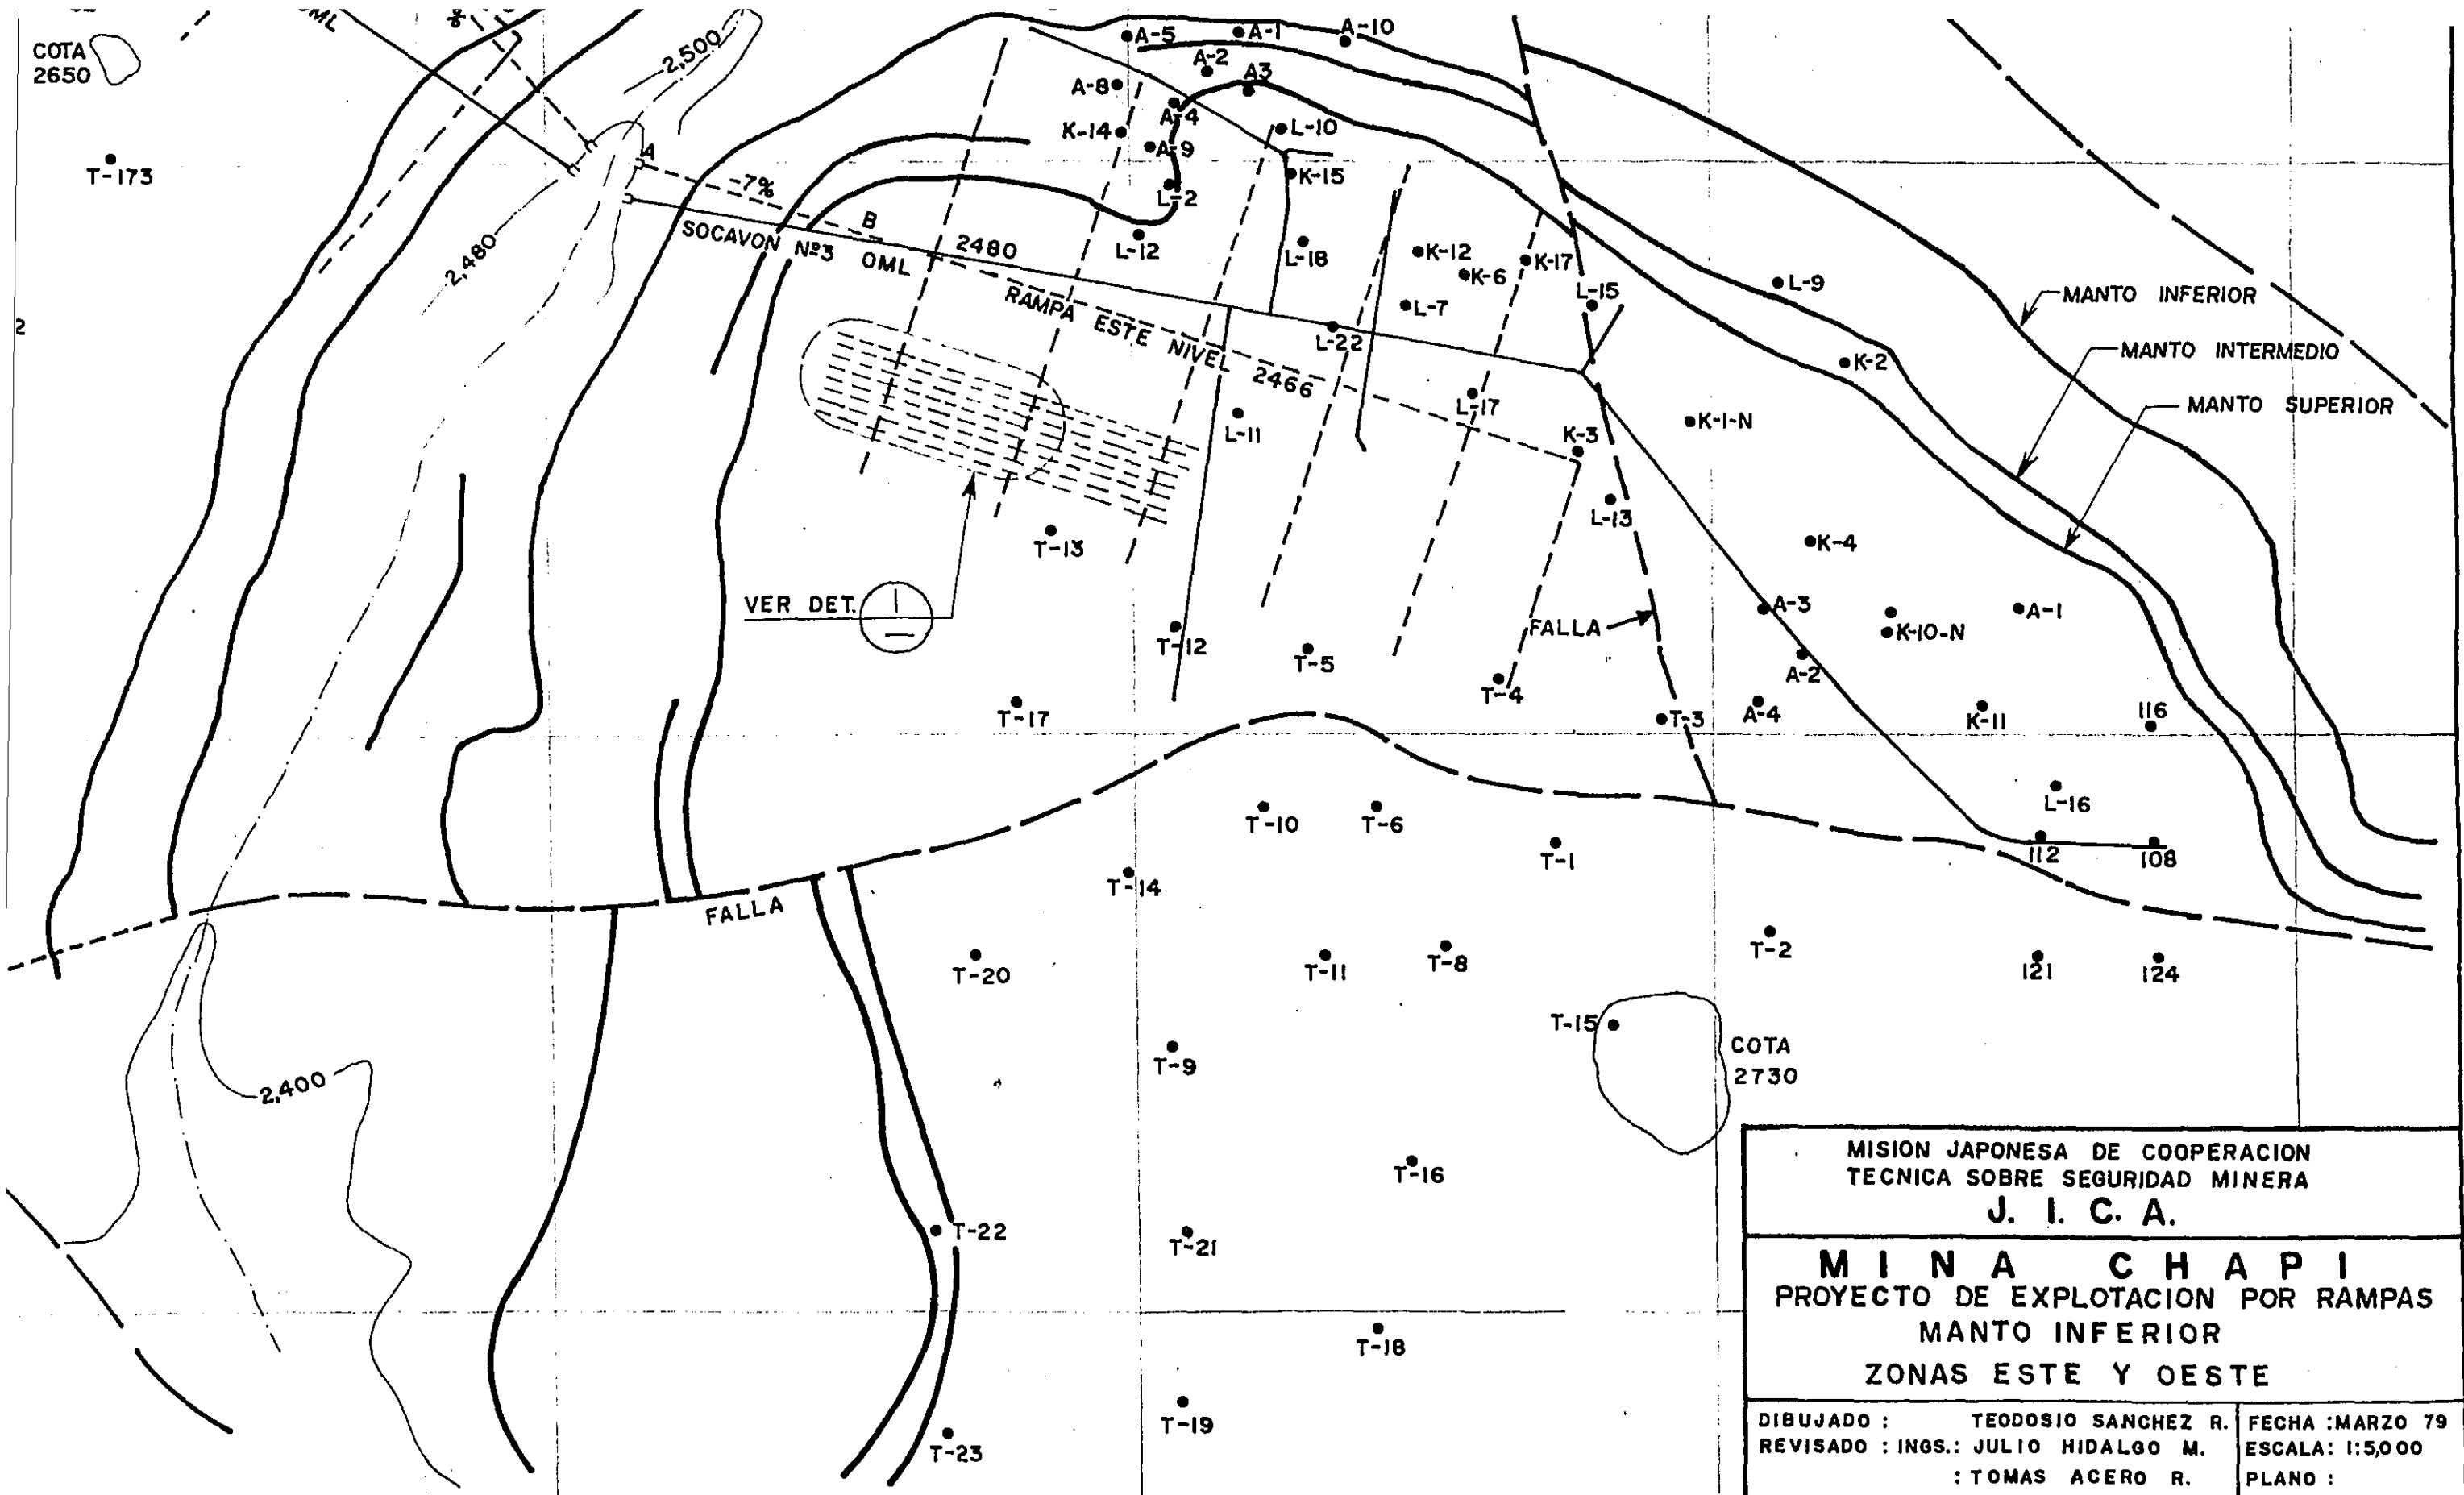 OML
%
COTA
2650
2,500
A-5
A-1
A-10
A-2
A3
A-8
A-4
K-14
L-10
A-9
T-173
A
-7%
L-2
K-15
B
SOCAVON Nº3 OML 2480
L-12
L-18
K-12
K-17
K-6
2,480
L-15
L-9
MANTO INFERIOR
RAMPA ESTE NIVEL 2466
L-7
2
L-22
K-2
MANTO INTERMEDIO
L-17
MANTO SUPERIOR
L-11
K-1-N
K-3
L-13
T-13
K-4
VER DET. 1
A-3
A-1
K-10-N
FALLA
T-12
T-5
A-2
T-4
T-17
T-3
A-4
K-11
116
L-16
T-10
T-6
T-1
112
108
T-14
FALLA
T-20
T-11
T-8
T-2
121
124
T-15
COTA
2730
T-9
2,400
T-16
T-22
T-21
T-18
T-19
T-23
MISION JAPONESA DE COOPERACION
TECNICA SOBRE SEGURIDAD MINERA
J. I. C. A.
MINA CHAPI
PROYECTO DE EXPLOTACION POR RAMPAS
MANTO INFERIOR
ZONAS ESTE Y OESTE
DIBUJADO : TEODOSIO SANCHEZ R.
FECHA : MARZO 79
REVISADO : INGS.: JULIO HIDALGO M.
ESCALA: 1:5,000
: TOMAS ACERO R.
PLANO :